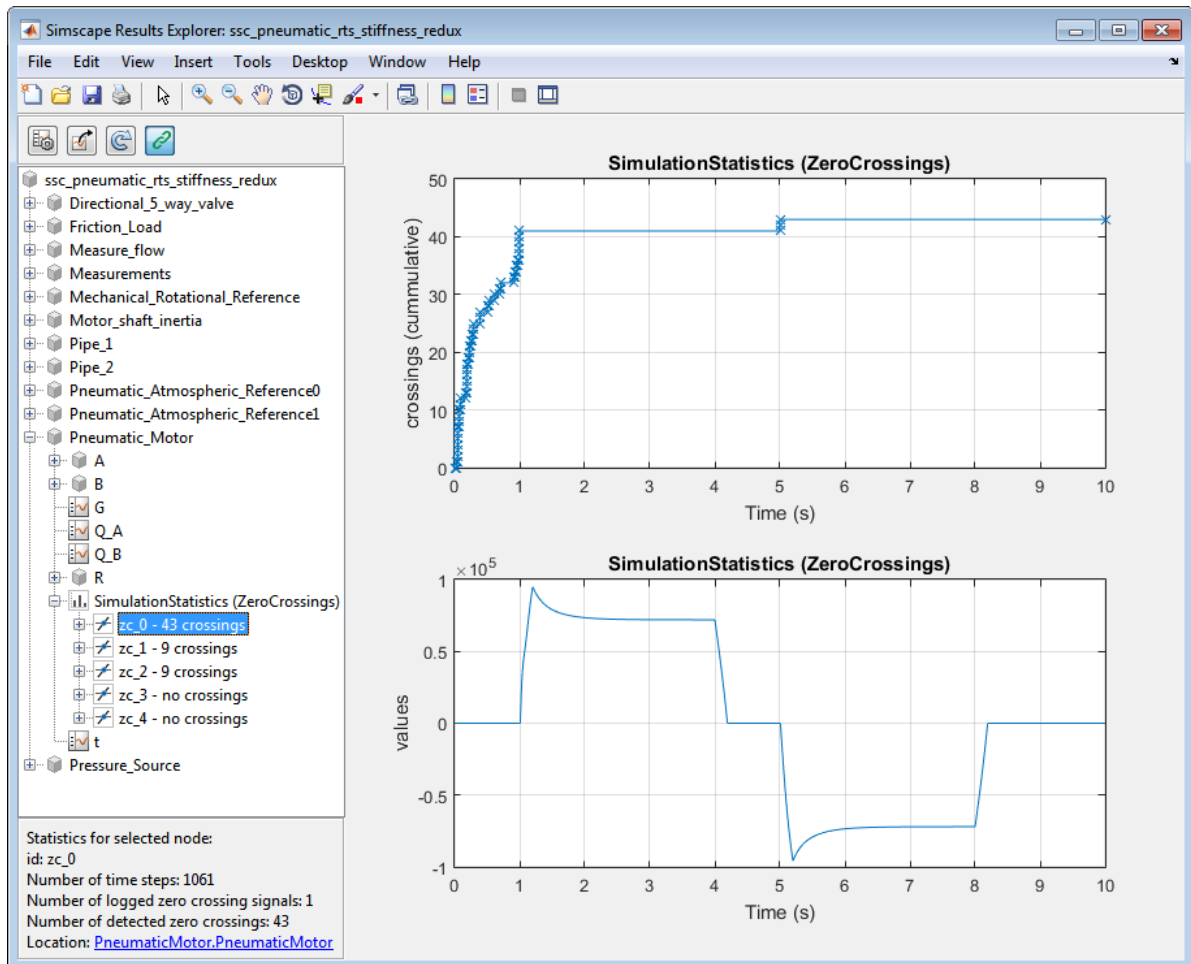 Simscape Results Explorer: ssc_pneumatic_rts_stiffness_redux
File Edit View Insert Tools Desktop Window Help
ssc_pneumatic_rts_stiffness_redux
Directional_5_way_valve
Friction_Load
Measure_flow
Measurements
Mechanical_Rotational_Reference
Motor_shaft_inertia
Pipe_1
Pipe_2
Pneumatic_Atmospheric_Reference0
Pneumatic_Atmospheric_Reference1
Pneumatic_Motor
A
B
G
Q_A
Q_B
R
SimulationStatistics (ZeroCrossings)
zc_0 - 43 crossings
zc_1 - 9 crossings
zc_2 - 9 crossings
zc_3 - no crossings
zc_4 - no crossings
t
Pressure_Source
Statistics for selected node:
id: zc_0
Number of time steps: 1061
Number of logged zero crossing signals: 1
Number of detected zero crossings: 43
Location: PneumaticMotor.PneumaticMotor
SimulationStatistics (ZeroCrossings)
crossings (cummulative)
50
40
30
20
10
0
0 1 2 3 4 5 6 7 8 9 10
Time (s)
SimulationStatistics (ZeroCrossings)
×10^5
values
1
0.5
0
-0.5
-1
0 1 2 3 4 5 6 7 8 9 10
Time (s)